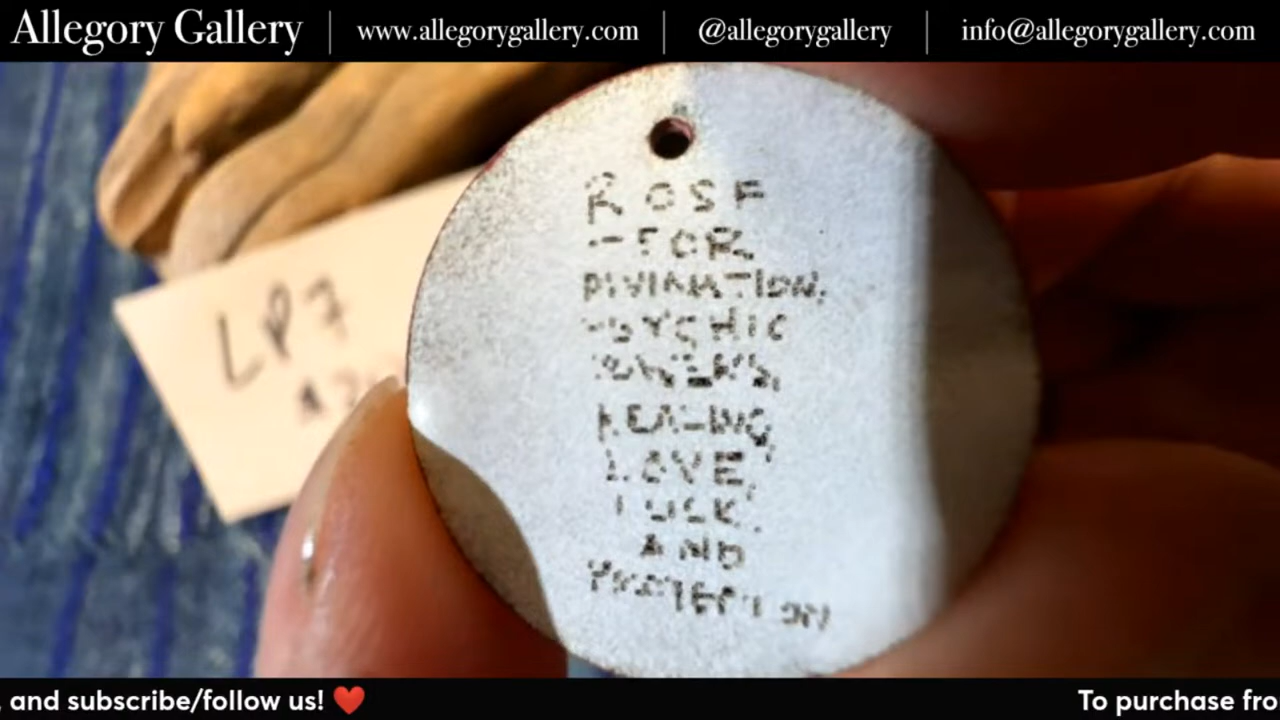 Allegory Gallery | www.allegorygallery.com | @allegorygallery | info@allegorygallery.com
LP7
ROSE
-FOR
DIVINATION,
PSYCHIC
POWERS,
HEALING,
LOVE,
LUCK,
AND
PROTECTION
, and subscribe/follow us! ❤️
To purchase fro